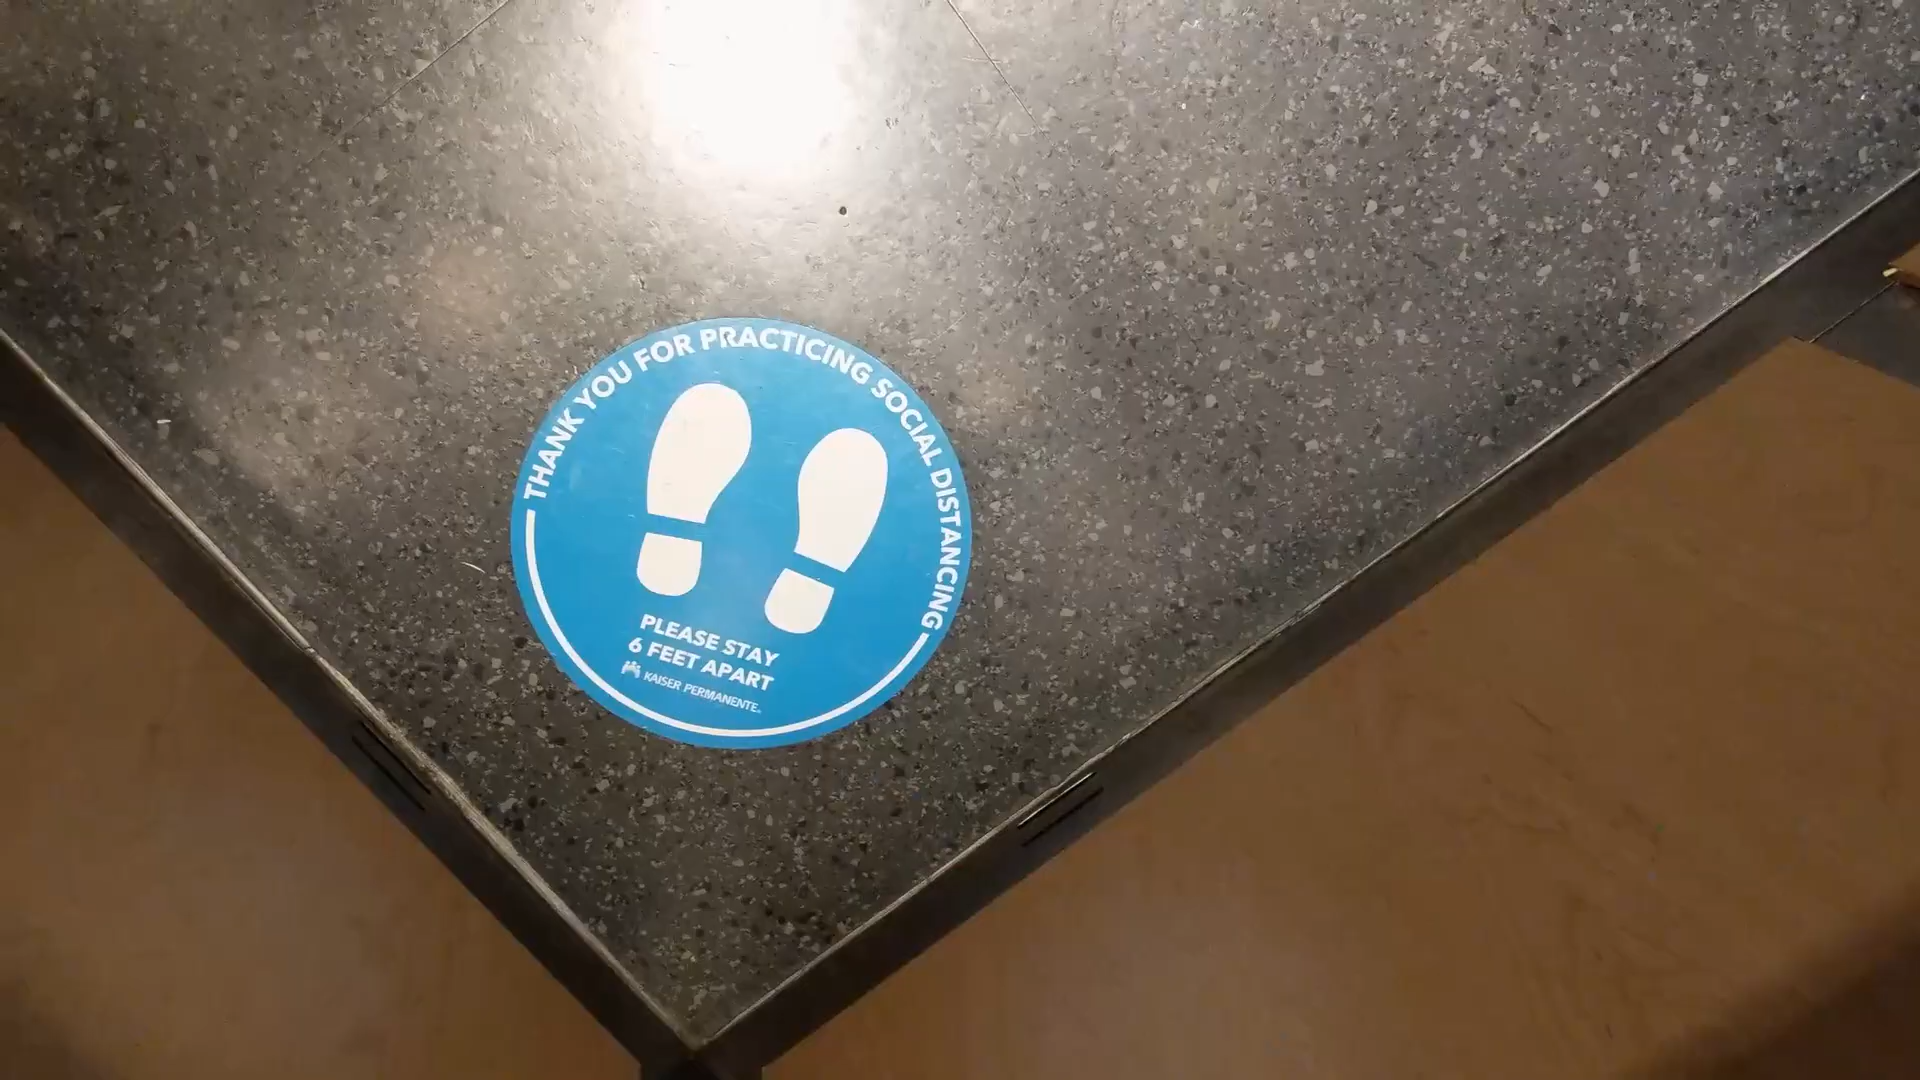 THANK YOU FOR PRACTICING SOCIAL DISTANCING
PLEASE STAY
6 FEET APART
KAISER PERMANENTE®